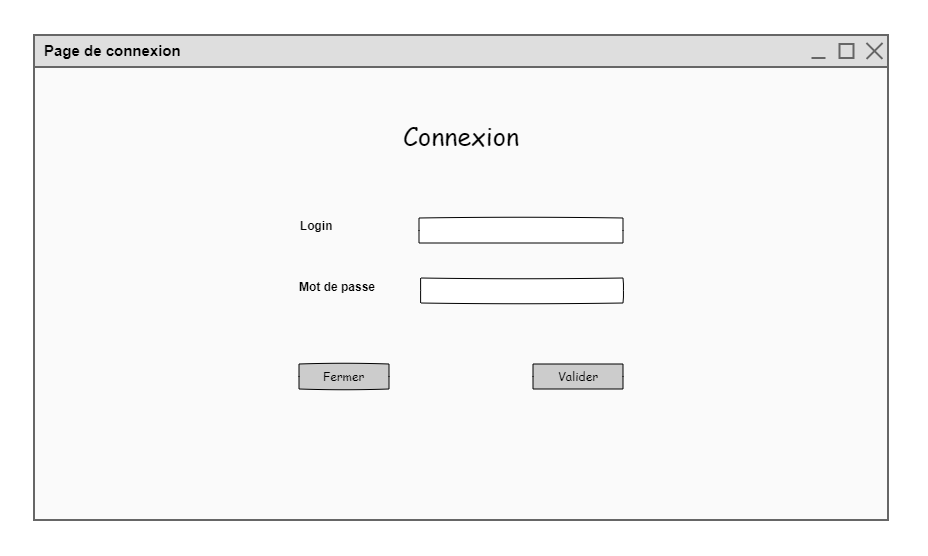 Page de connexion
Connexion
Login
Mot de passe
Fermer
Valider